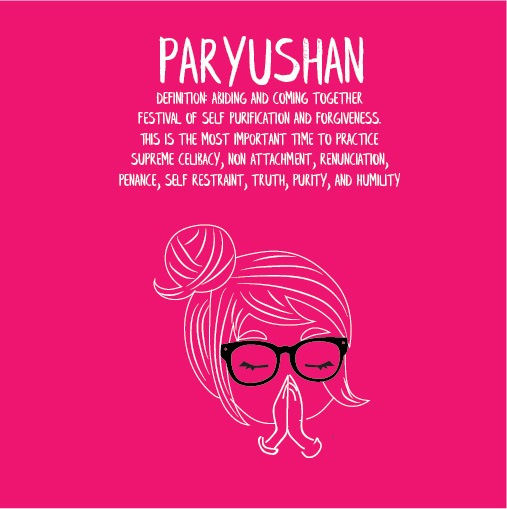 PARYUSHAN
DEFINITION: ABIDING AND COMING TOGETHER
FESTIVAL OF SELF PURIFICATION AND FORGIVENESS.
THIS IS THE MOST IMPORTANT TIME TO PRACTICE
SUPREME CELIBACY, NON ATTACHMENT, RENUNCIATION,
PENANCE, SELF RESTRAINT, TRUTH, PURITY, AND HUMILITY